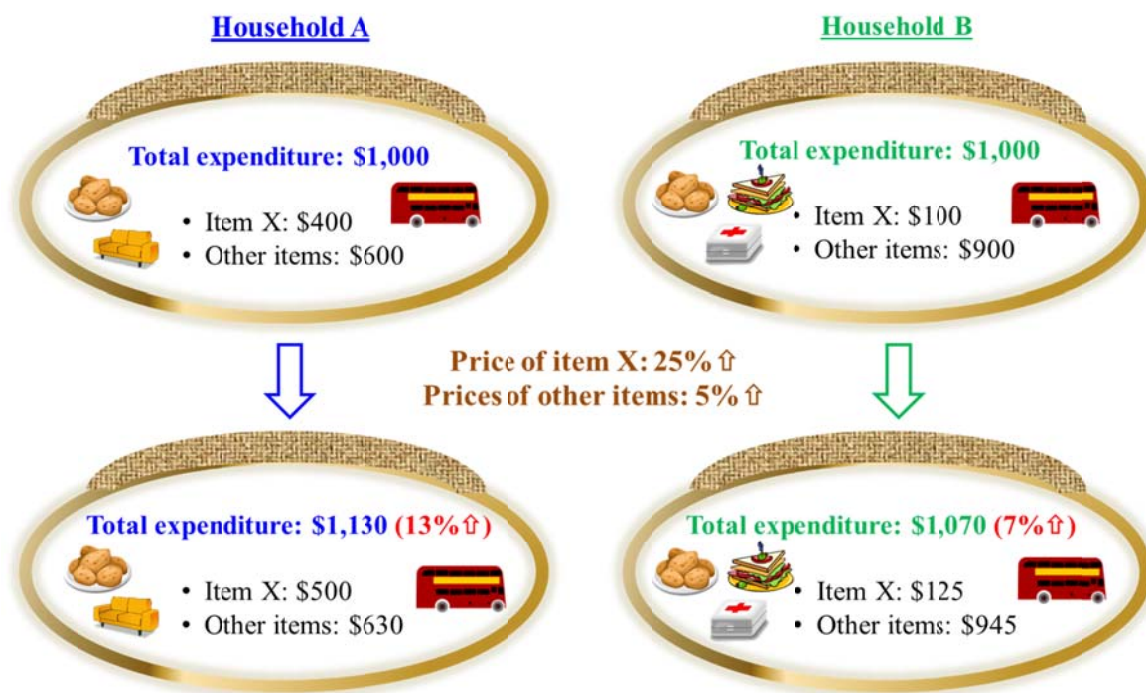 Household A
Household B
Total expenditure: $1,000
• Item X: $400
• Other items: $600
Total expenditure: $1,000
• Item X: $100
• Other items: $900
Price of item X: 25% ⇧
Prices of other items: 5% ⇧
Total expenditure: $1,130 (13%⇧)
• Item X: $500
• Other items: $630
Total expenditure: $1,070 (7%⇧)
• Item X: $125
• Other items: $945